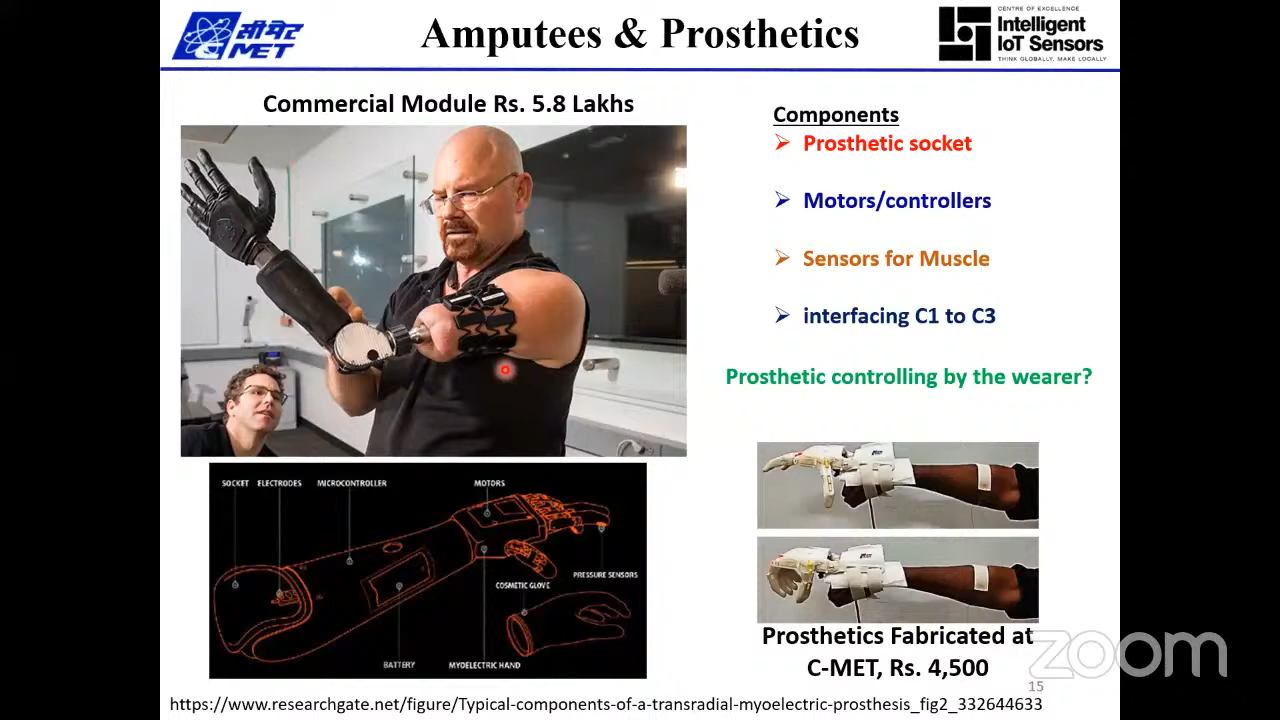 सीमेट
C-MET
Amputees & Prosthetics
CENTRE OF EXCELLENCE
Intelligent
IoT Sensors
THINK GLOBALLY, MAKE LOCALLY
Commercial Module Rs. 5.8 Lakhs
Components
Prosthetic socket
Motors/controllers
Sensors for Muscle
interfacing C1 to C3
Prosthetic controlling by the wearer?
SOCKET
ELECTRODES
MICROCONTROLLER
MOTORS
PRESSURE SENSORS
COSMETIC GLOVE
BATTERY
MYOELECTRIC HAND
Prosthetics Fabricated at
C-MET, Rs. 4,500
zoom
15
https://www.researchgate.net/figure/Typical-components-of-a-transradial-myoelectric-prosthesis_fig2_332644633